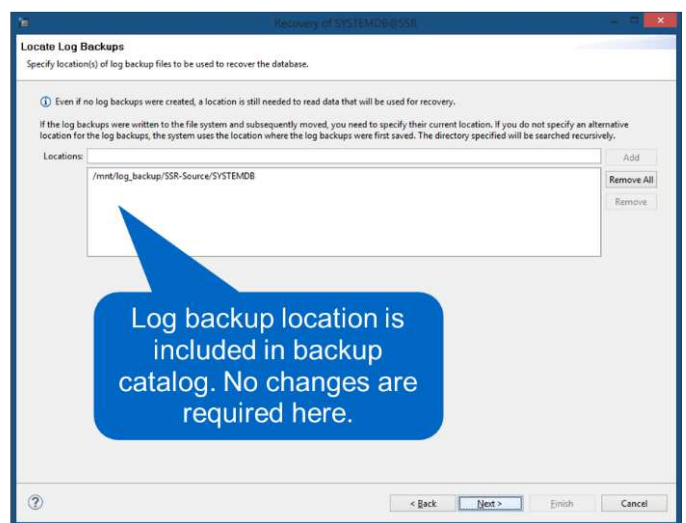 Recovery of SYSTEMDB@SSR
Locate Log Backups
Specify location(s) of log backup files to be used to recover the database.
Even if no log backups were created, a location is still needed to read data that will be used for recovery.
If the log backups were written to the file system and subsequently moved, you need to specify their current location. If you do not specify an alternative
location for the log backups, the system uses the location where the log backups were first saved. The directory specified will be searched recursively.
Locations:
Add
/mnt/log_backup/SSR-Source/SYSTEMDB
Remove All
Remove
Log backup location is
included in backup
catalog. No changes are
required here.
< Back
Next >
Finish
Cancel